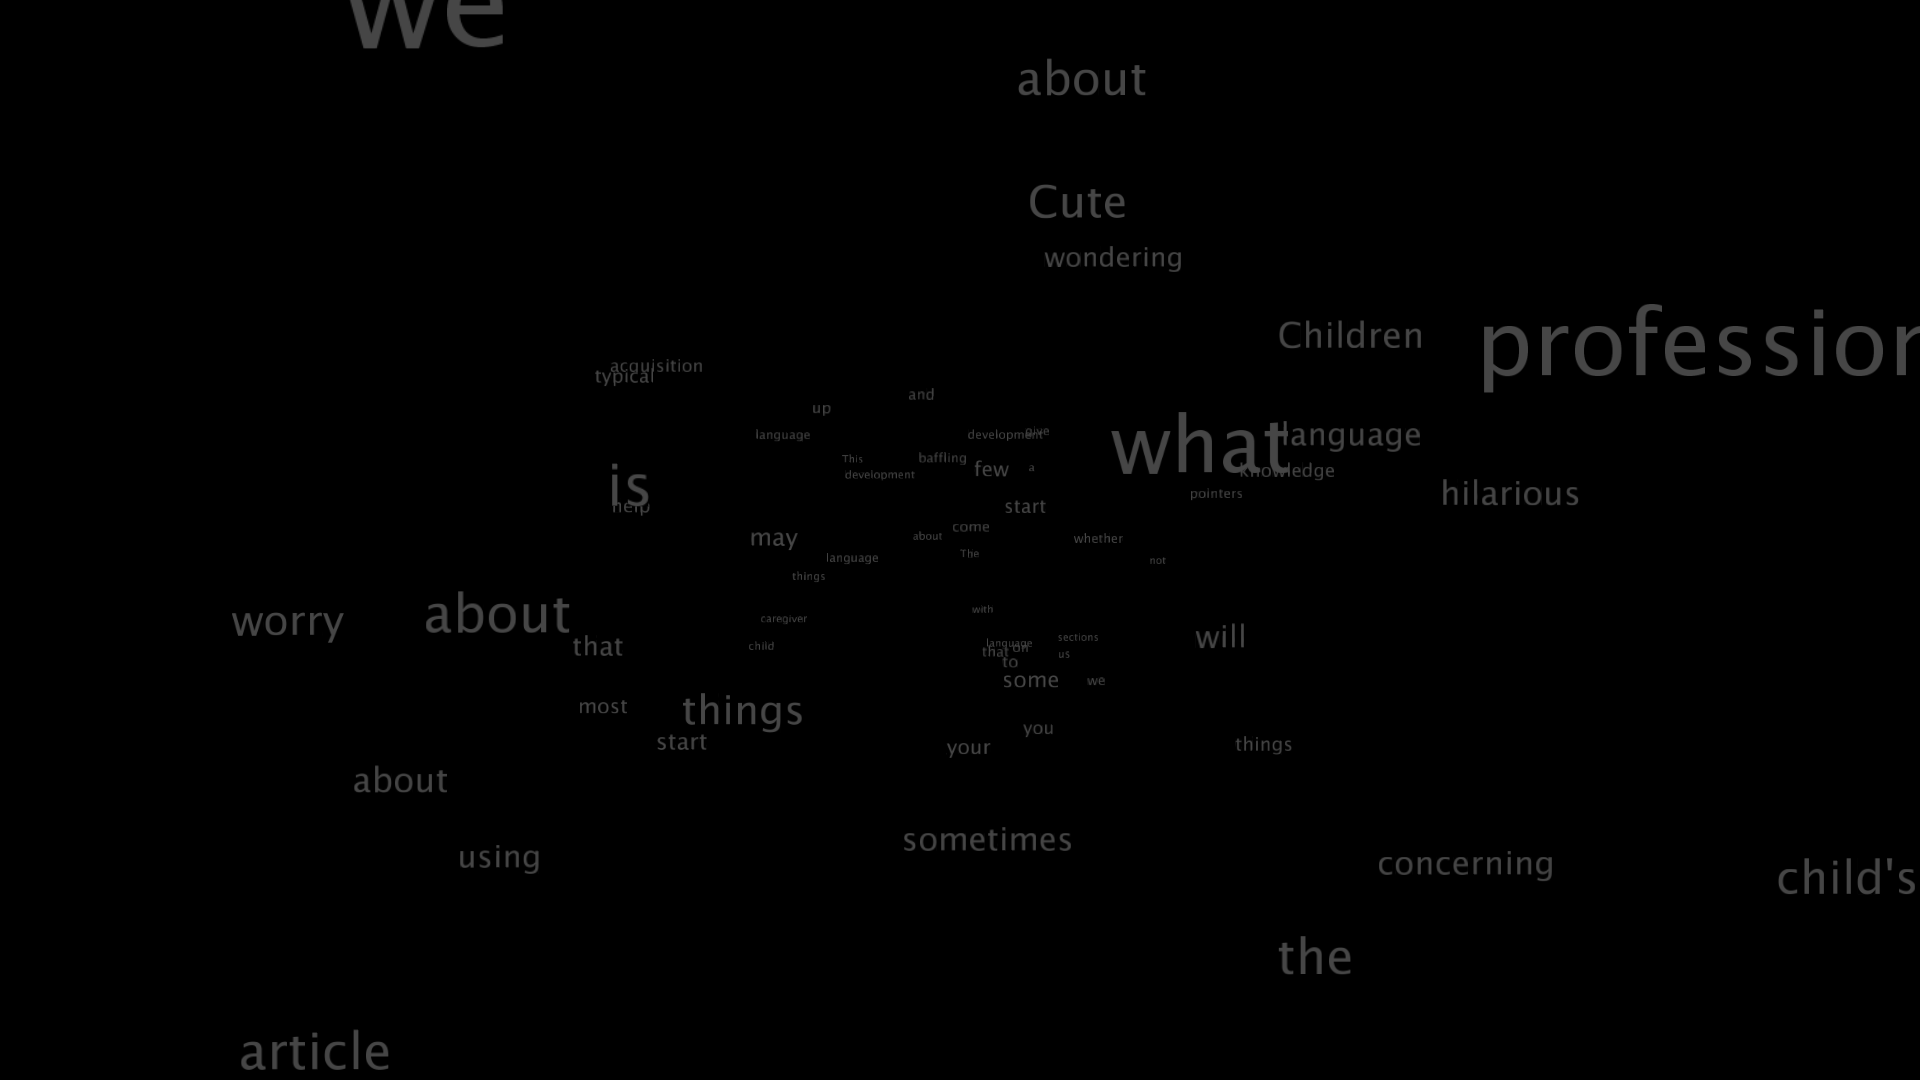 we
about
Cute
wondering
Children
profession
acquisition
typical
and
up
language
development
give
what
language
This
baffling
few
a
knowledge
development
is
pointers
hilarious
help
start
come
may
about
whether
The
language
not
things
about
with
worry
caregiver
will
sections
that
child
language
that
on
us
to
some
we
most
things
you
start
your
things
about
sometimes
using
concerning
child's
the
article